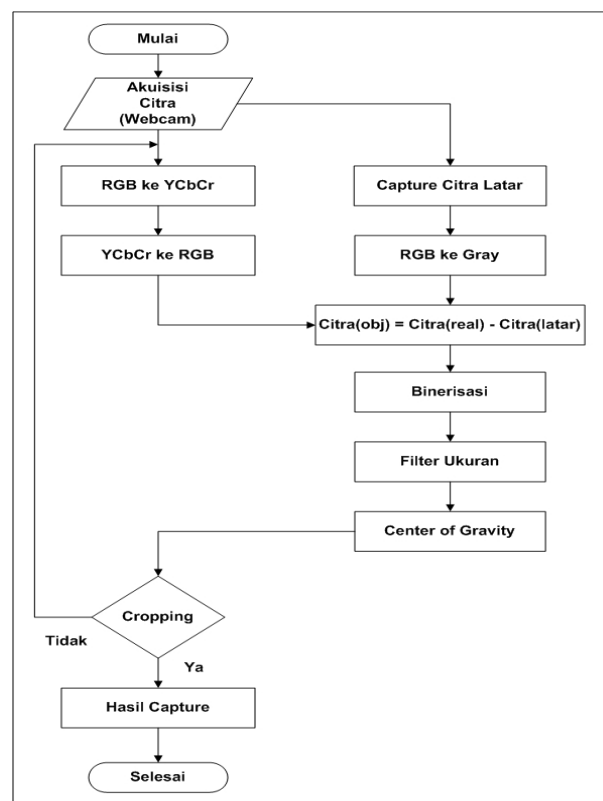 Mulai
Akuisisi
Citra
(Webcam)
RGB ke YCbCr
Capture Citra Latar
YCbCr ke RGB
RGB ke Gray
Citra(obj) = Citra(real) - Citra(latar)
Binerisasi
Filter Ukuran
Center of Gravity
Cropping
Tidak
Ya
Hasil Capture
Selesai